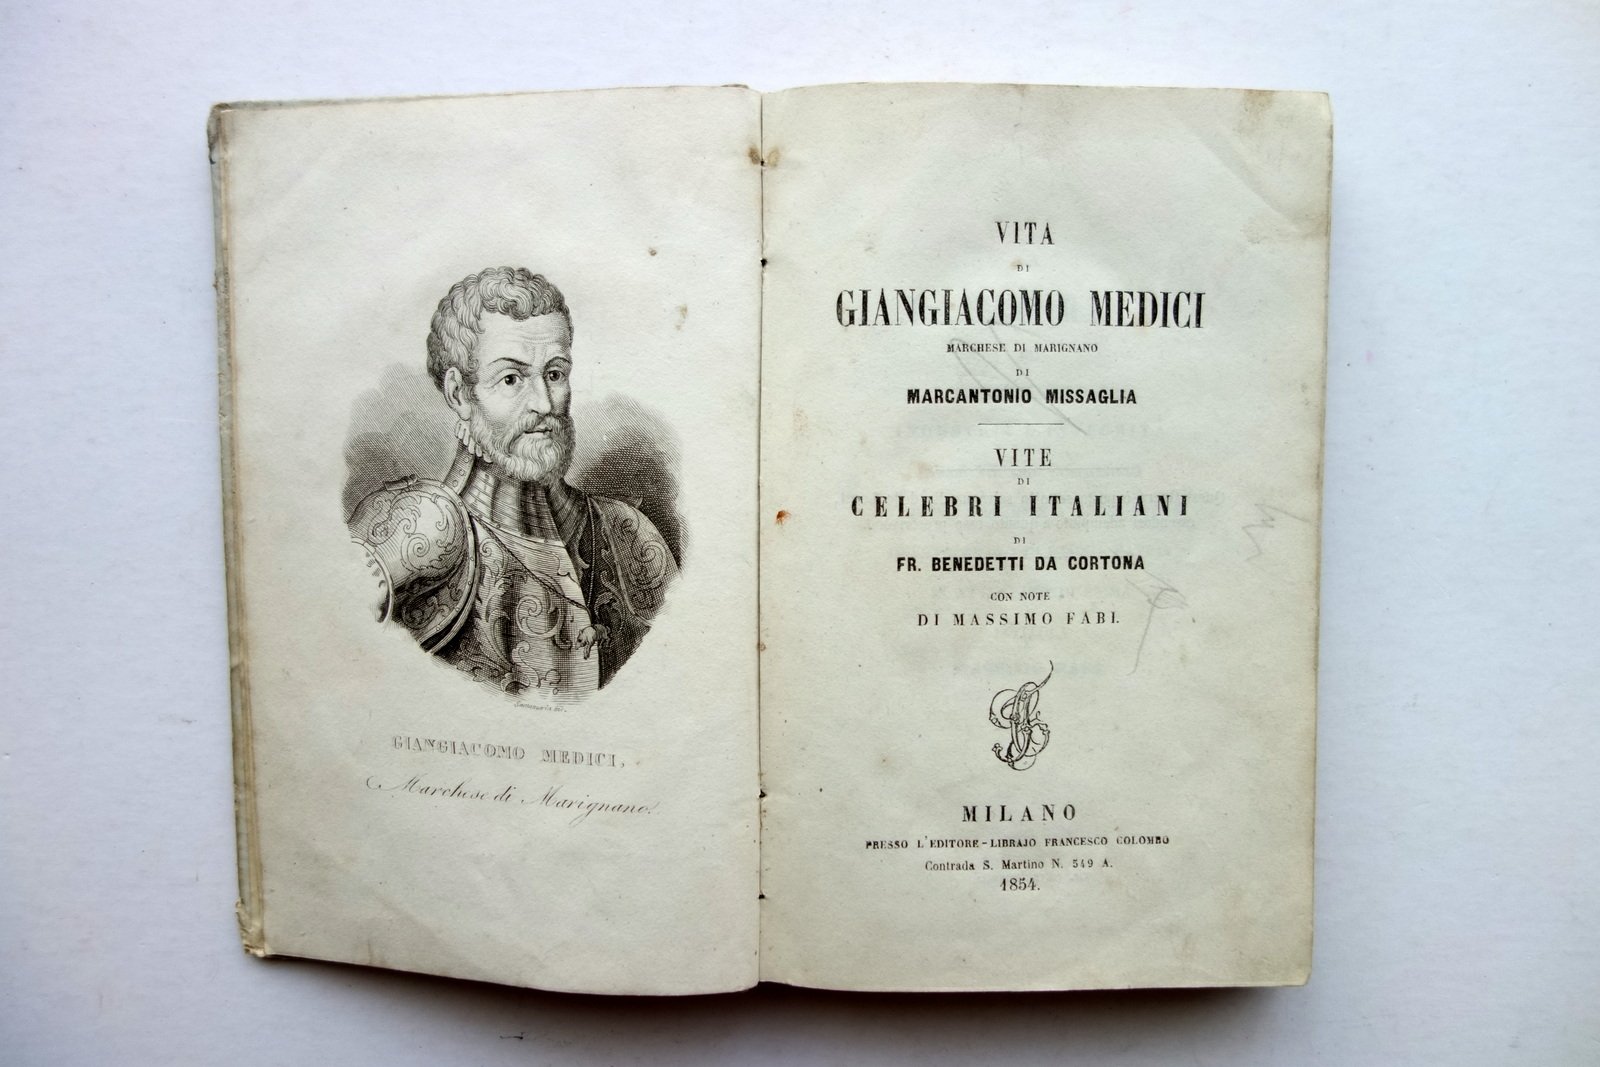 GIANGIACOMO MEDICI,
Marchese di Marignano.
VITA
DI
GIANGIACOMO MEDICI
MARCHESE DI MARIGNANO
DI
MARCANTONIO MISSAGLIA
VITE
DI
CELEBRI ITALIANI
DI
FR. BENEDETTI DA CORTONA
CON NOTE
DI MASSIMO FABI.
MILANO
PRESSO L'EDITORE-LIBRAJO FRANCESCO COLOMBO
Contrada S. Martino N. 549 A.
1854.